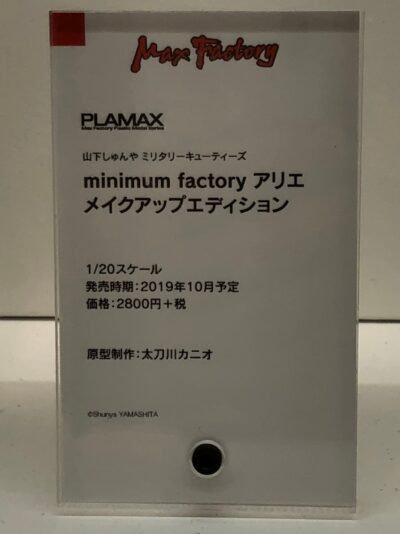 Max Factory
PLAMAX
Max Factory Plastic Model Series
山下しゅんや ミリタリーキューティーズ
minimum factory アリエ
メイクアップエディション
1/20スケール
発売時期:2019年10月予定
価格:2800円+税
原型制作:太刀川カニオ
©Shunya YAMASHITA